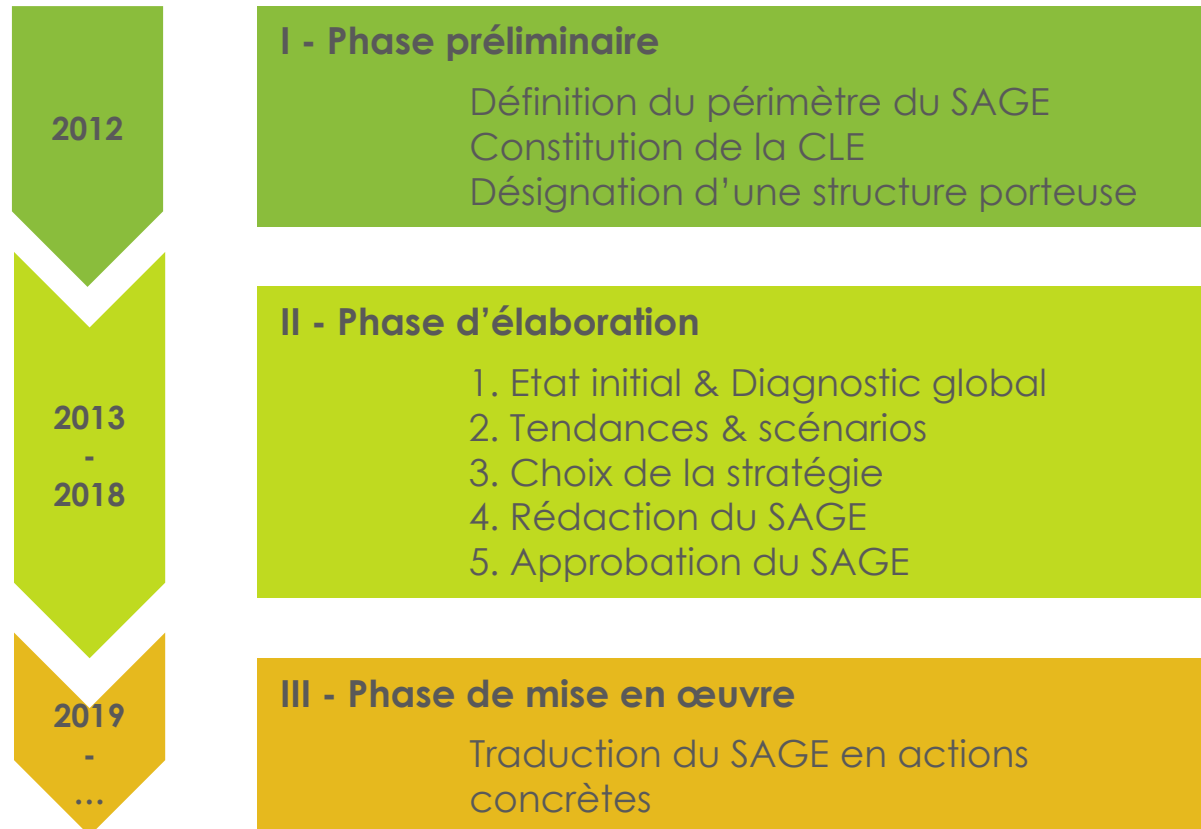 2012
I - Phase préliminaire
Définition du périmètre du SAGE
Constitution de la CLE
Désignation d’une structure porteuse
2013
-
2018
II - Phase d’élaboration
1. Etat initial & Diagnostic global
2. Tendances & scénarios
3. Choix de la stratégie
4. Rédaction du SAGE
5. Approbation du SAGE
2019
-
...
III - Phase de mise en œuvre
Traduction du SAGE en actions
concrètes